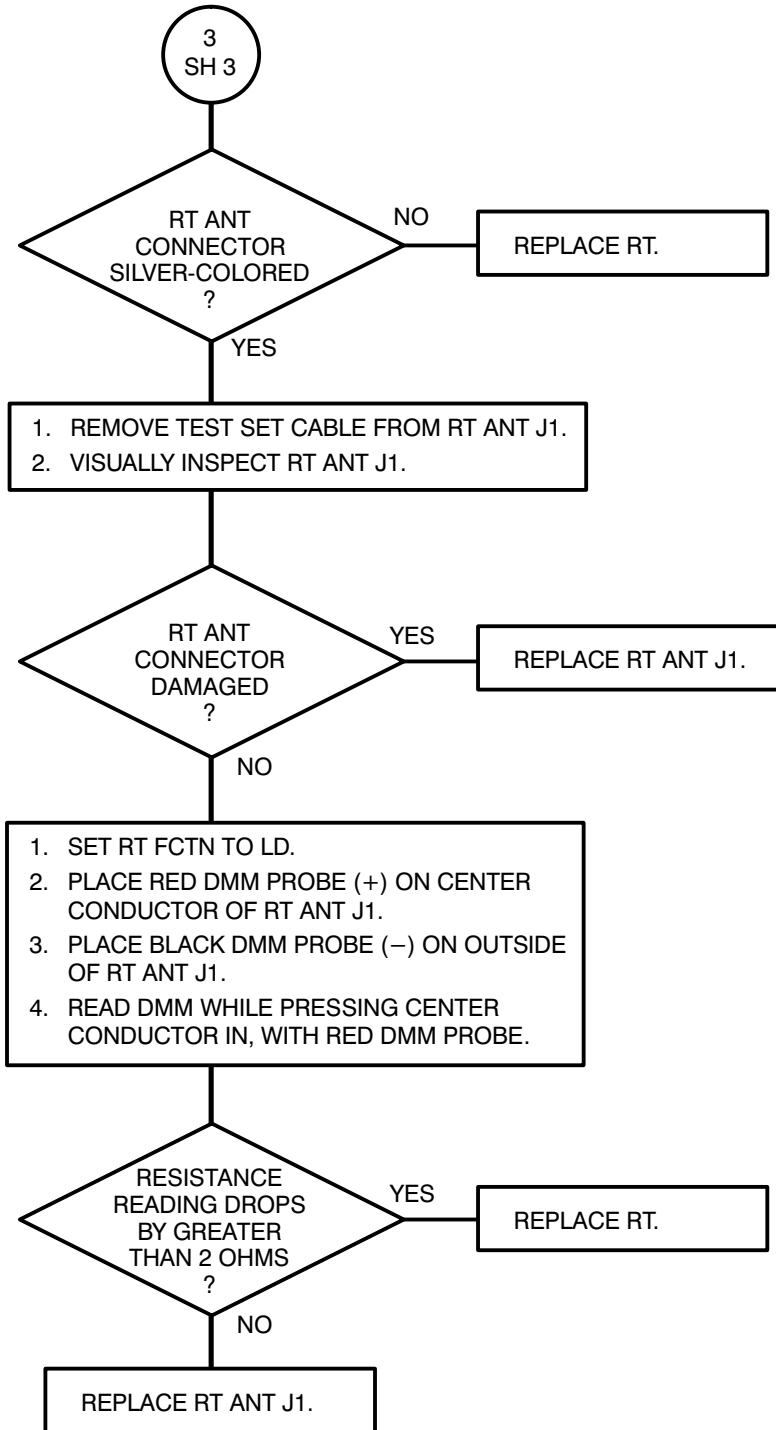 3
SH 3
RT ANT
CONNECTOR
SILVER-COLORED
?
NO
REPLACE RT.
YES
1. REMOVE TEST SET CABLE FROM RT ANT J1.
2. VISUALLY INSPECT RT ANT J1.
RT ANT
CONNECTOR
DAMAGED
?
YES
REPLACE RT ANT J1.
NO
1. SET RT FCTN TO LD.
2. PLACE RED DMM PROBE (+) ON CENTER
CONDUCTOR OF RT ANT J1.
3. PLACE BLACK DMM PROBE (−) ON OUTSIDE
OF RT ANT J1.
4. READ DMM WHILE PRESSING CENTER
CONDUCTOR IN, WITH RED DMM PROBE.
RESISTANCE
READING DROPS
BY GREATER
THAN 2 OHMS
?
YES
REPLACE RT.
NO
REPLACE RT ANT J1.